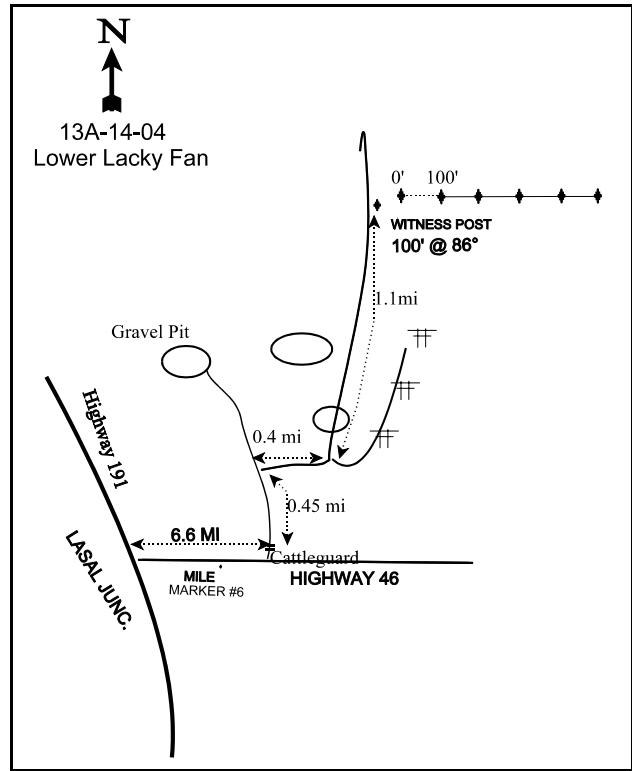 N
13A-14-04
Lower Lacky Fan
0' 100'
WITNESS POST
100' @ 86°
1.1mi
Gravel Pit
Highway 191
0.4 mi
0.45 mi
6.6 MI
Cattleguard
LASAL JUNC.
MILE
MARKER #6
HIGHWAY 46